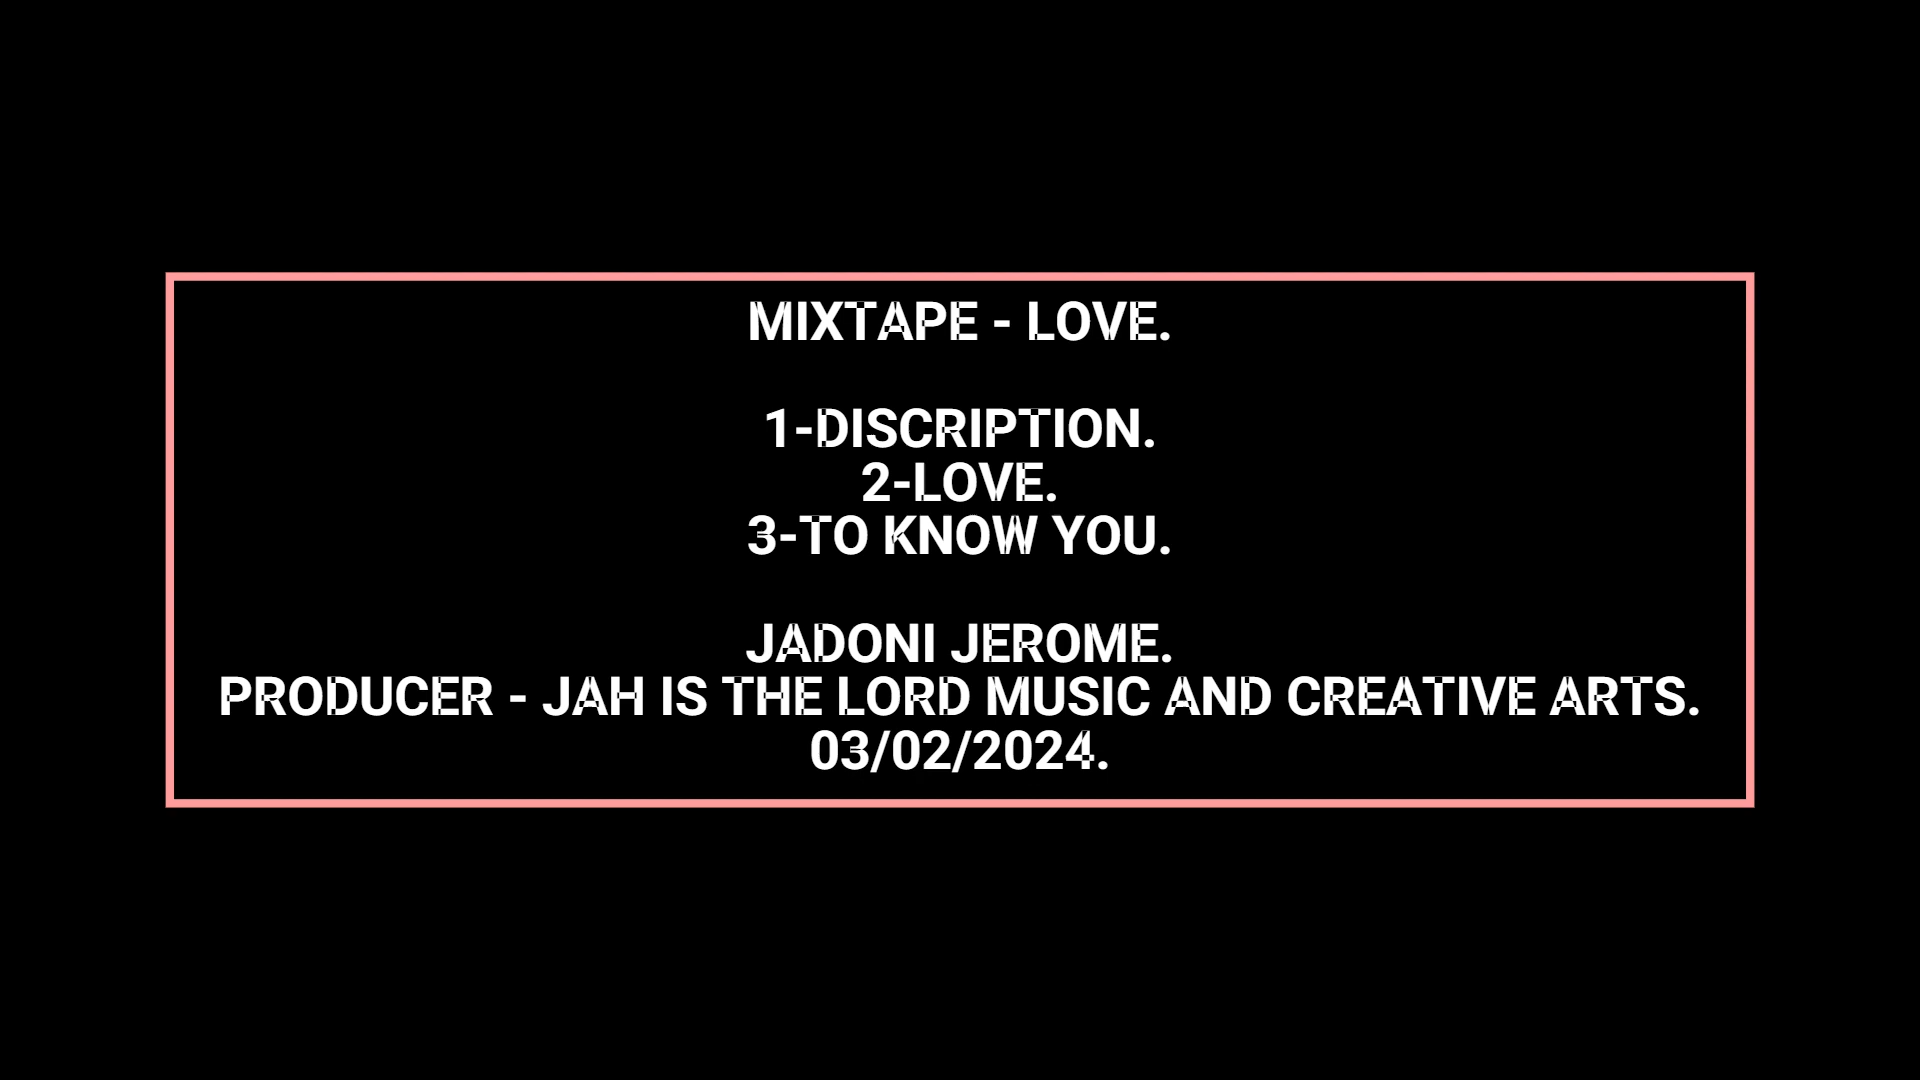 MIXTAPE - LOVE.
1-DISCRIPTION.
2-LOVE.
3-TO KNOW YOU.
JADONI JEROME.
PRODUCER - JAH IS THE LORD MUSIC AND CREATIVE ARTS.
03/02/2024.